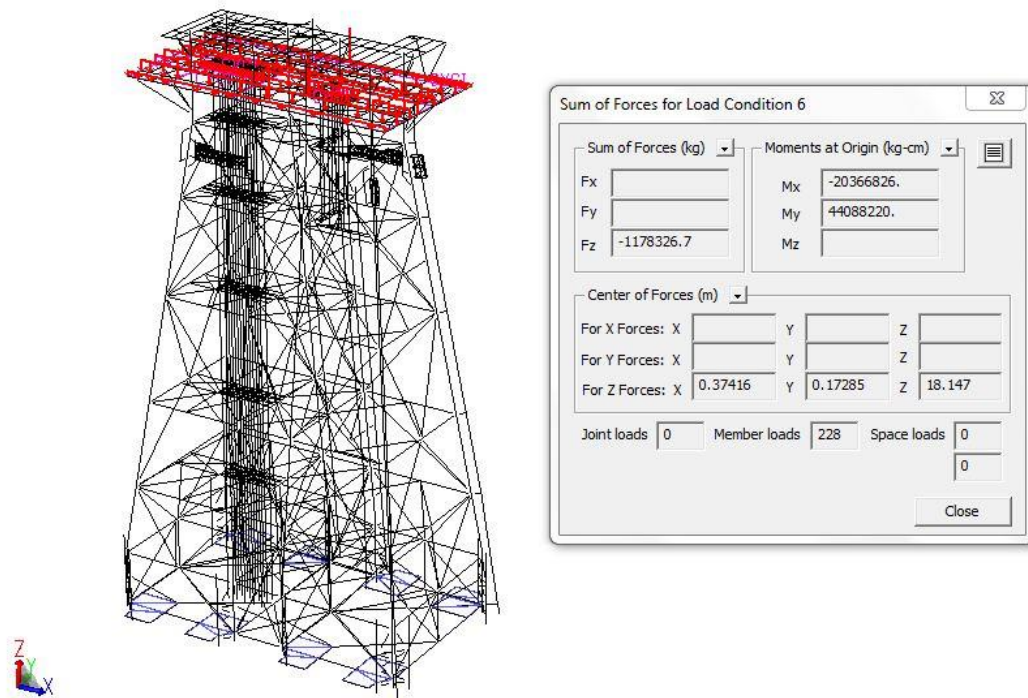 Sum of Forces for Load Condition 6
Sum of Forces (kg)
Moments at Origin (kg-cm)
Fx
Fy
Fz -1178326.7
Mx -20366826.
My 44088220.
Mz
Center of Forces (m)
For X Forces: X Y Z
For Y Forces: X Y Z
For Z Forces: X 0.37416 Y 0.17285 Z 18.147
Joint loads 0 Member loads 228 Space loads 0
0
Close
Z
Y
X